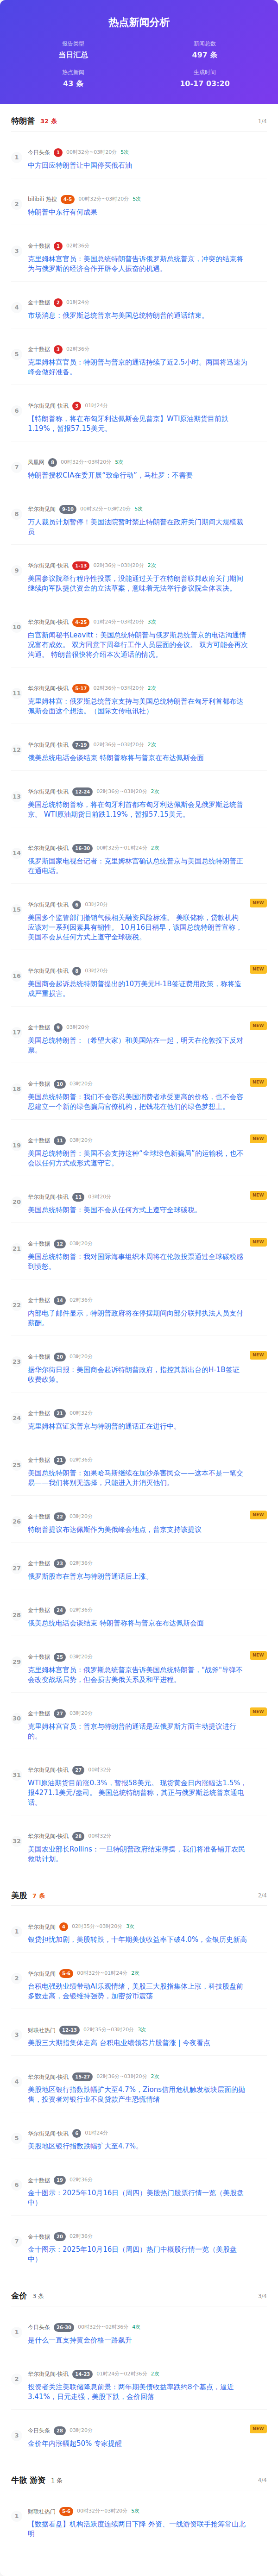 热点新闻分析
报告类型
新闻总数
当日汇总
497 条
热点新闻
生成时间
43 条
10-17 03:20
特朗普 32 条 1/4
1 今日头条 1 00时32分~03时20分 5次
中方回应特朗普让中国停买俄石油
2 bilibili 热搜 4-5 00时32分~03时20分 5次
特朗普中东行有何成果
3 金十数据 1 02时36分
克里姆林宫官员:美国总统特朗普告诉俄罗斯总统普京,冲突的结束将
为与俄罗斯的经济合作开辟令人振奋的机遇。
4 金十数据 2 01时24分
市场消息:俄罗斯总统普京与美国总统特朗普的通话结束。
5 金十数据 3 02时36分
克里姆林宫官员:特朗普与普京的通话持续了近2.5小时。两国将迅速为
峰会做好准备。
6 华尔街见闻-快讯 3 01时24分
【特朗普称,将在布匈牙利达佩斯会见普京】WTI原油期货日前跌
1.19%,暂报57.15美元。
7 凤凰网 8 00时32分~03时20分 5次
特朗普授权CIA在委开展"致命行动",马杜罗:不需要
8 华尔街见闻 9-10 00时32分~03时20分 5次
万人裁员计划暂停!美国法院暂时禁止特朗普在政府关门期间大规模裁
员
9 华尔街见闻-快讯 1-13 02时36分~03时20分 2次
美国参议院举行程序性投票,没能通过关于在特朗普联邦政府关门期间
继续向军队提供资金的立法草案,意味着无法举行参议院全体表决。
10 华尔街见闻-快讯 4-25 01时24分~03时20分 3次
白宫新闻秘书Leavitt:美国总统特朗普与俄罗斯总统普京的电话沟通情
况富有成效。 双方同意下周举行工作人员层面的会议。 双方可能会再次
沟通。 特朗普很快将介绍本次通话的情况。
11 华尔街见闻-快讯 5-17 02时36分~03时20分 2次
克里姆林宫:俄罗斯总统普京支持与美国总统特朗普在匈牙利首都布达
佩斯会面这个想法。(国际文传电讯社)
12 华尔街见闻-快讯 7-19 02时36分~03时20分 2次
俄美总统电话会谈结束 特朗普称将与普京在布达佩斯会面
13 华尔街见闻-快讯 12-24 02时36分~03时20分 2次
美国总统特朗普称,将在匈牙利首都布达佩斯会见俄罗斯总统普
京。 WTI原油期货日前跌1.19%,暂报57.15美元。
14 华尔街见闻-快讯 16-30 00时32分~01时24分 2次
俄罗斯国家电视台记者:克里姆林宫确认总统普京与美国总统特朗普正
在通电话。
15 华尔街见闻-快讯 6 03时20分 NEW
美国多个监管部门撤销气候相关融资风险标准。 美联储称,贷款机构
应该对一系列因素具有韧性。 10月16日稍早,该国总统特朗普宣称,
美国不会从任何方式上遵守全球碳税。
16 华尔街见闻-快讯 8 03时20分 NEW
美国商会起诉总统特朗普提出的10万美元H-1B签证费用政策,称将造
成严重损害。
17 金十数据 9 03时20分 NEW
美国总统特朗普:(希望大家)和美国站在一起,明天在伦敦投下反对
票。
18 金十数据 10 03时20分 NEW
美国总统特朗普:我们不会容忍美国消费者承受更高的价格,也不会容
忍建立一个新的绿色骗局官僚机构,把钱花在他们的绿色梦想上。
19 金十数据 11 03时20分 NEW
美国总统特朗普:美国不会支持这种"全球绿色新骗局"的运输税,也不
会以任何方式或形式遵守它。
20 华尔街见闻-快讯 11 03时20分 NEW
美国总统特朗普:美国不会从任何方式上遵守全球碳税。
21 金十数据 12 03时20分 NEW
美国总统特朗普:我对国际海事组织本周将在伦敦投票通过全球碳税感
到愤怒。
22 金十数据 16 02时36分
内部电子邮件显示,特朗普政府将在停摆期间向部分联邦执法人员支付
薪酬。
23 金十数据 20 03时20分 NEW
据华尔街日报:美国商会起诉特朗普政府,指控其新出台的H-1B签证
收费政策。
24 金十数据 21 00时32分
克里姆林宫证实普京与特朗普的通话正在进行中。
25 金十数据 21 02时36分
美国总统特朗普:如果哈马斯继续在加沙杀害民众——这本不是一笔交
易——我们将别无选择,只能进入并消灭他们。
26 金十数据 22 03时20分 NEW
特朗普提议布达佩斯作为美俄峰会地点,普京支持该提议
27 金十数据 23 02时36分
俄罗斯股市在普京与特朗普通话后上涨。
28 金十数据 24 02时36分
俄美总统电话会谈结束 特朗普称将与普京在布达佩斯会面
29 金十数据 25 03时20分 NEW
克里姆林宫官员:俄罗斯总统普京告诉美国总统特朗普,"战斧"导弹不
会改变战场局势,但会损害美俄关系及和平进程。
30 金十数据 27 03时20分 NEW
克里姆林宫官员:普京与特朗普的通话是应俄罗斯方面主动提议进行
的。
31 华尔街见闻-快讯 27 00时32分
WTI原油期货日前涨0.3%,暂报58美元。 现货黄金日内涨幅达1.5%,
报4271.1美元/盎司。 美国总统特朗普称,其正与俄罗斯总统普京通电
话。
32 华尔街见闻-快讯 28 00时32分
美国农业部长Rollins:一旦特朗普政府结束停摆,我们将准备铺开农民
救助计划。
美股 7 条 2/4
1 华尔街见闻 4 02时35分~03时20分 3次
银贷担忧加剧,美股转跌,十年期美债收益率下破4.0%,金银历史新高
2 华尔街见闻 5-6 00时32分~01时24分 2次
台积电强劲业绩带动AI乐观情绪,美股三大股指集体上涨,科技股盘前
多数走高,金银维持强势,加密货币震荡
3 财联社热门 12-13 02时35分~03时20分 3次
美股三大期指集体走高 台积电业绩领芯片股普涨 | 今夜看点
4 华尔街见闻-快讯 15-27 02时36分~03时20分 2次
美股地区银行指数跌幅扩大至4.7%,Zions信用危机触发板块层面的抛
售,投资者对银行业不良贷款产生恐慌情绪
5 华尔街见闻-快讯 6 01时24分
美股地区银行指数跌幅扩大至4.7%。
6 金十数据 19 02时36分
金十图示:2025年10月16日(周四)美股热门股票行情一览(美股盘
中)
7 金十数据 20 02时36分
金十图示:2025年10月16日(周四)热门中概股行情一览(美股盘
中)
金价 3 条 3/4
1 今日头条 26-30 00时32分~02时36分 4次
是什么一直支持黄金价格一路飙升
2 华尔街见闻-快讯 14-23 01时24分~02时36分 2次
投资者关注美联储降息前景:两年期美债收益率跌约8个基点,逼近
3.41%,日元走强,美股下跌,金价回落
3 今日头条 28 03时20分 NEW
金价年内涨幅超50% 专家提醒
牛散 游资 1 条 4/4
1 财联社热门 5-6 00时32分~03时20分 5次
【数据看盘】机构活跃度连续两日下降 外资、一线游资联手抢筹常山北
明